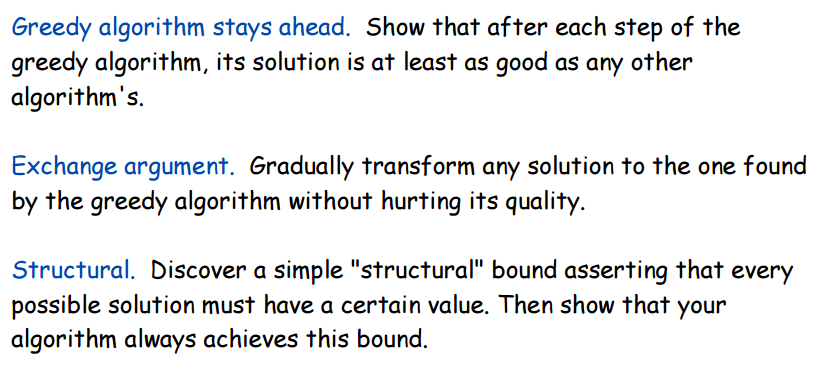 Greedy algorithm stays ahead. Show that after each step of the
greedy algorithm, its solution is at least as good as any other
algorithm's.
Exchange argument. Gradually transform any solution to the one found
by the greedy algorithm without hurting its quality.
Structural. Discover a simple "structural" bound asserting that every
possible solution must have a certain value. Then show that your
algorithm always achieves this bound.